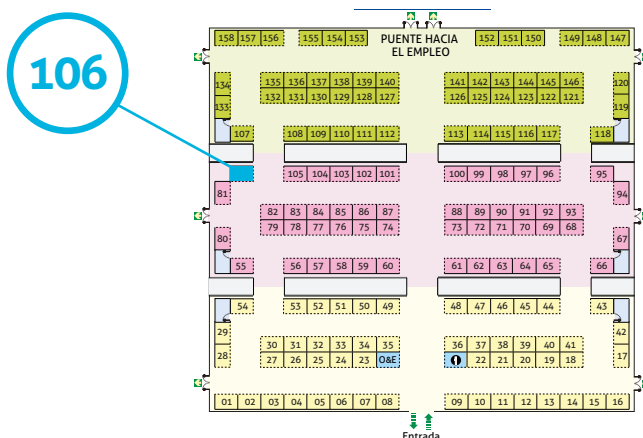 158 157 156 155 154 153 152 151 150 149 148 147
PUENTE HACIA
EL EMPLEO
106
134 135 136 137 138 139 140 141 142 143 144 145 146 120
133 132 131 130 129 128 127 126 125 124 123 122 121 119
107 108 109 110 111 112 113 114 115 116 117 118
105 104 103 102 101 100 99 98 97 96 95
81 94
82 83 84 85 86 87 88 89 90 91 92 93
80 79 78 77 76 75 74 73 72 71 70 69 68 67
55 56 57 58 59 60 61 62 63 64 65 66
54 53 52 51 50 49 48 47 46 45 44 43
29 42
30 31 32 33 34 35 36 37 38 39 40 41
28 27 26 25 24 23 O&E 22 21 20 19 18 17
01 02 03 04 05 06 07 08 09 10 11 12 13 14 15 16
Entrada